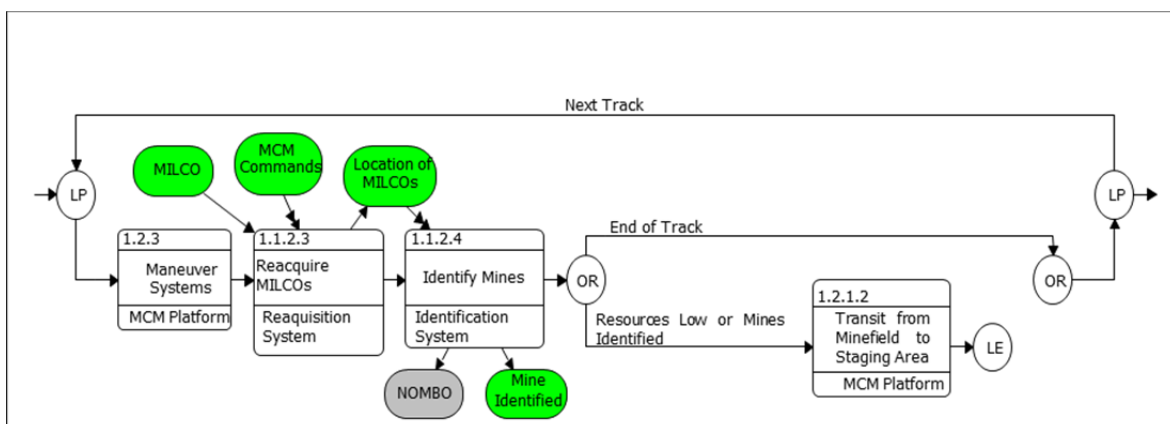 Next Track
LP
MILCO
MCM
Commands
Location of
MILCOs
LP
1.2.3
Maneuver
Systems
MCM Platform
1.1.2.3
Reacquire
MILCOs
Reaquisition
System
1.1.2.4
Identify Mines
Identification
System
End of Track
OR
OR
Resources Low or Mines
Identified
1.2.1.2
Transit from
Minefield to
Staging Area
MCM Platform
LE
NOMBO
Mine
Identified